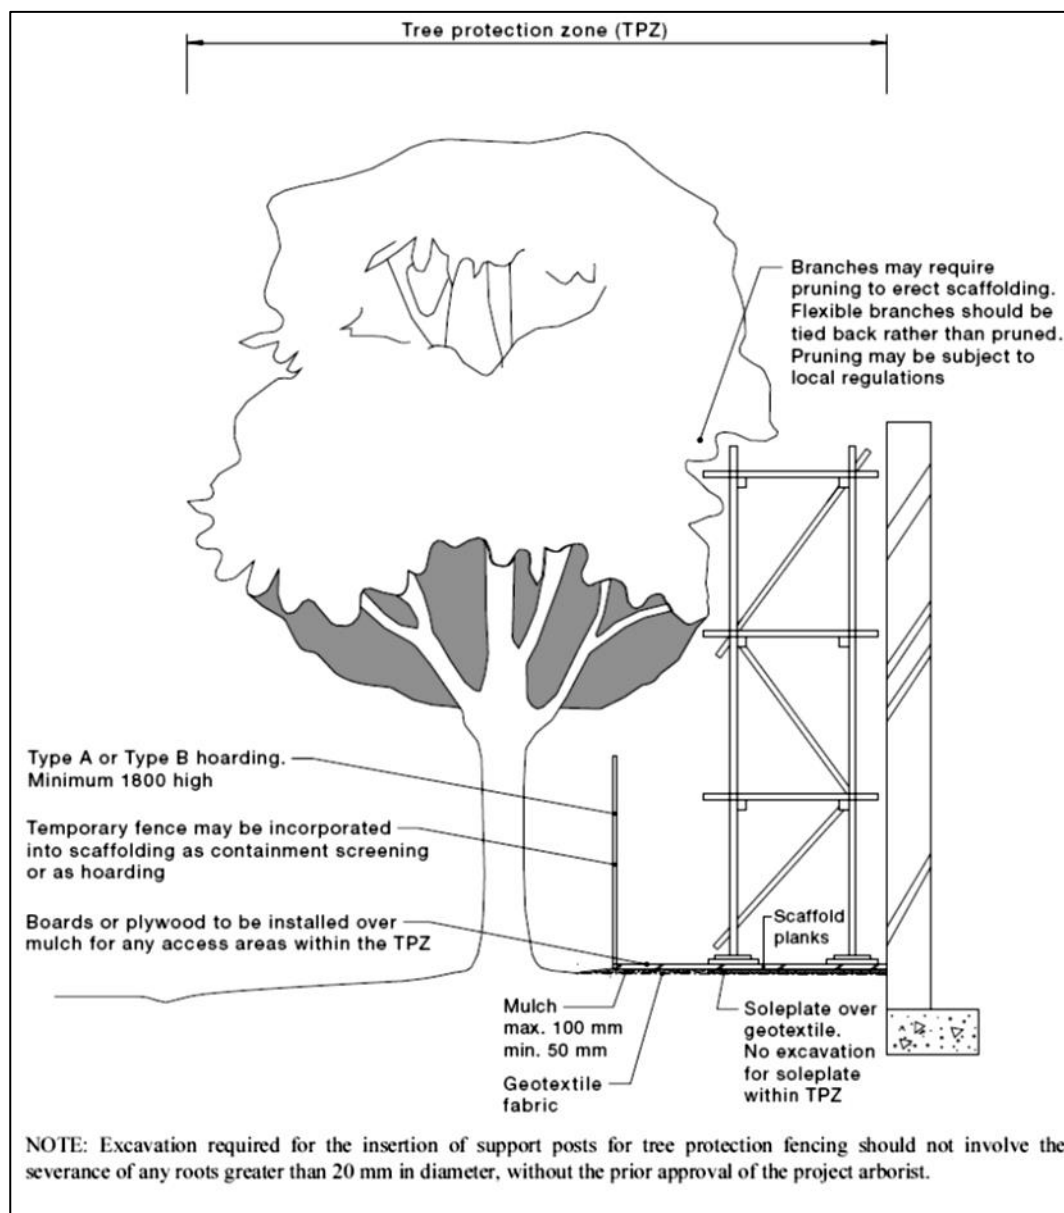 Tree protection zone (TPZ)
Branches may require
pruning to erect scaffolding.
Flexible branches should be
tied back rather than pruned.
Pruning may be subject to
local regulations
Type A or Type B hoarding.
Minimum 1800 high
Temporary fence may be incorporated
into scaffolding as containment screening
or as hoarding
Boards or plywood to be installed over
mulch for any access areas within the TPZ
Scaffold
planks
Mulch
max. 100 mm
min. 50 mm
Geotextile
fabric
Soleplate over
geotextile.
No excavation
for soleplate
within TPZ
NOTE: Excavation required for the insertion of support posts for tree protection fencing should not involve the
severance of any roots greater than 20 mm in diameter, without the prior approval of the project arborist.